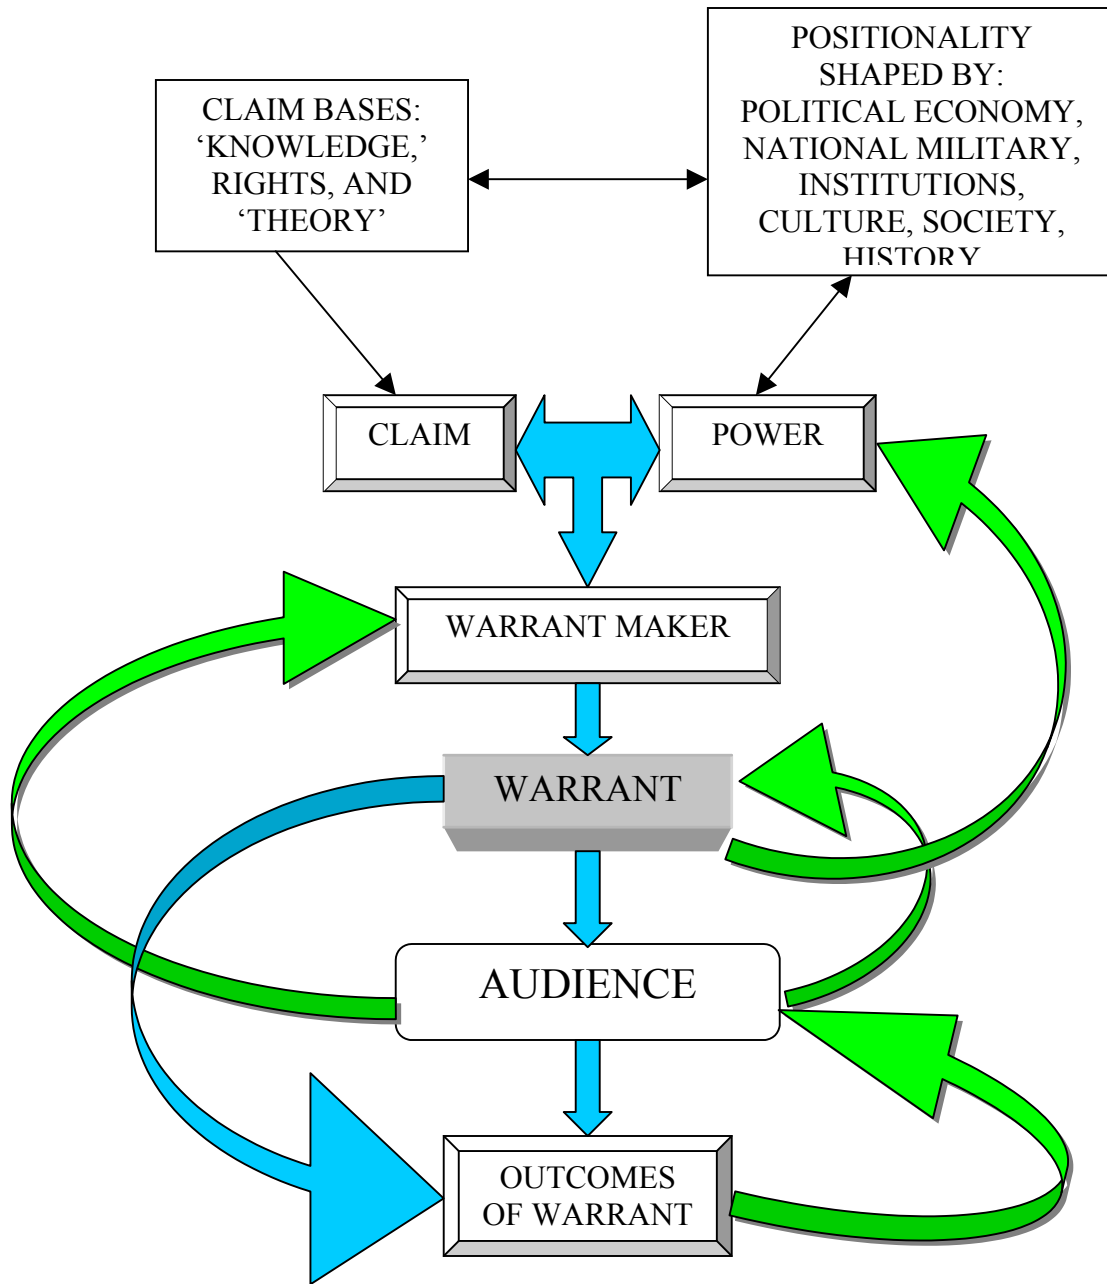 POSITIONALITY
SHAPED BY:
POLITICAL ECONOMY,
NATIONAL MILITARY,
INSTITUTIONS,
CULTURE, SOCIETY,
HISTORY
CLAIM BASES:
‘KNOWLEDGE,’
RIGHTS, AND
‘THEORY’
CLAIM
POWER
WARRANT MAKER
WARRANT
AUDIENCE
OUTCOMES
OF WARRANT